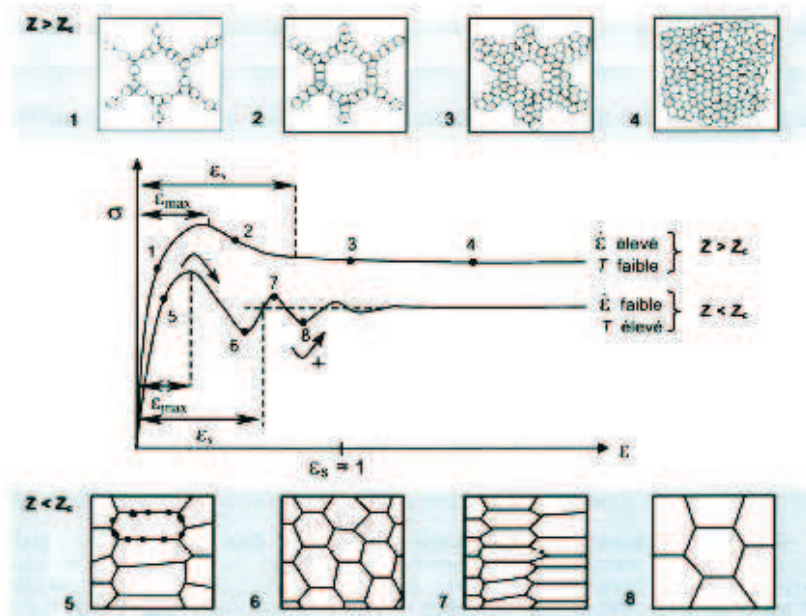 Z > Zc
1 2 3 4
εs
εmax
σ
1 2 3 4
ε̇ élevé
T faible
Z > Zc
5 6 7 8
+
ε̇ faible
T élevé
Z < Zc
εmax
εs
εs = 1
ε
Z < Zc
5 6 7 8